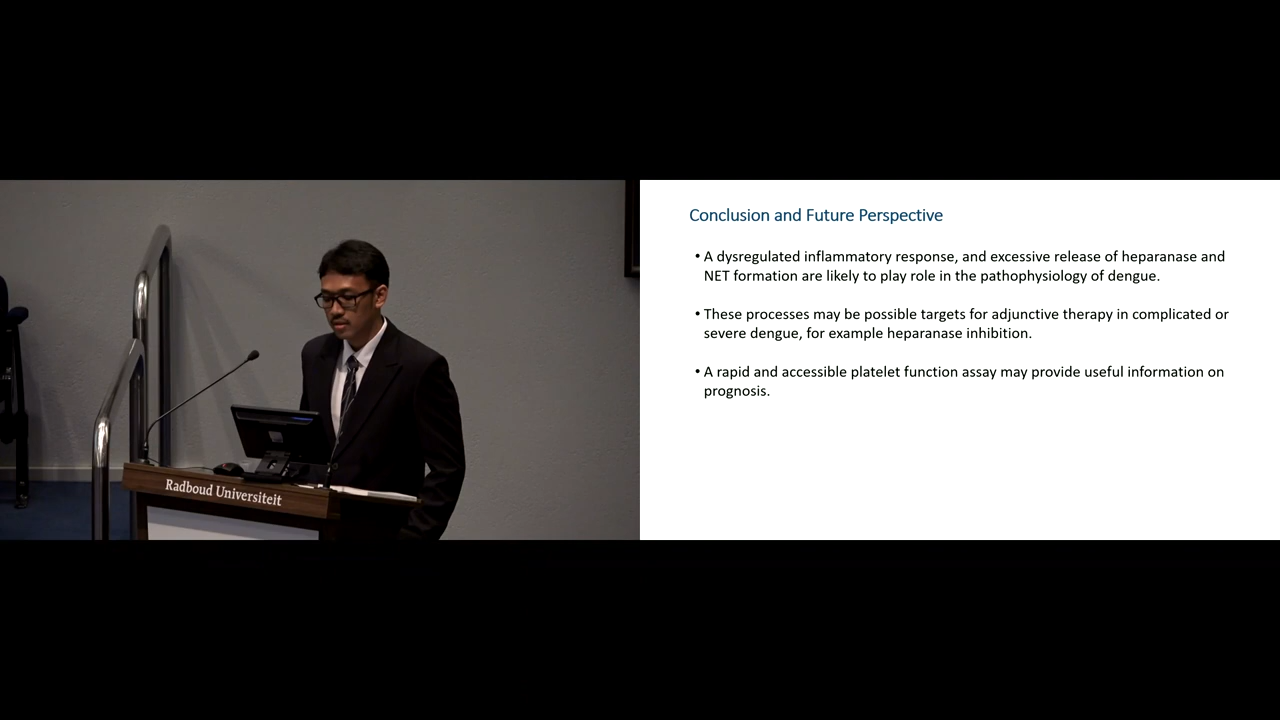 Radboud Universiteit
Conclusion and Future Perspective
• A dysregulated inflammatory response, and excessive release of heparanase and
NET formation are likely to play role in the pathophysiology of dengue.
• These processes may be possible targets for adjunctive therapy in complicated or
severe dengue, for example heparanase inhibition.
• A rapid and accessible platelet function assay may provide useful information on
prognosis.